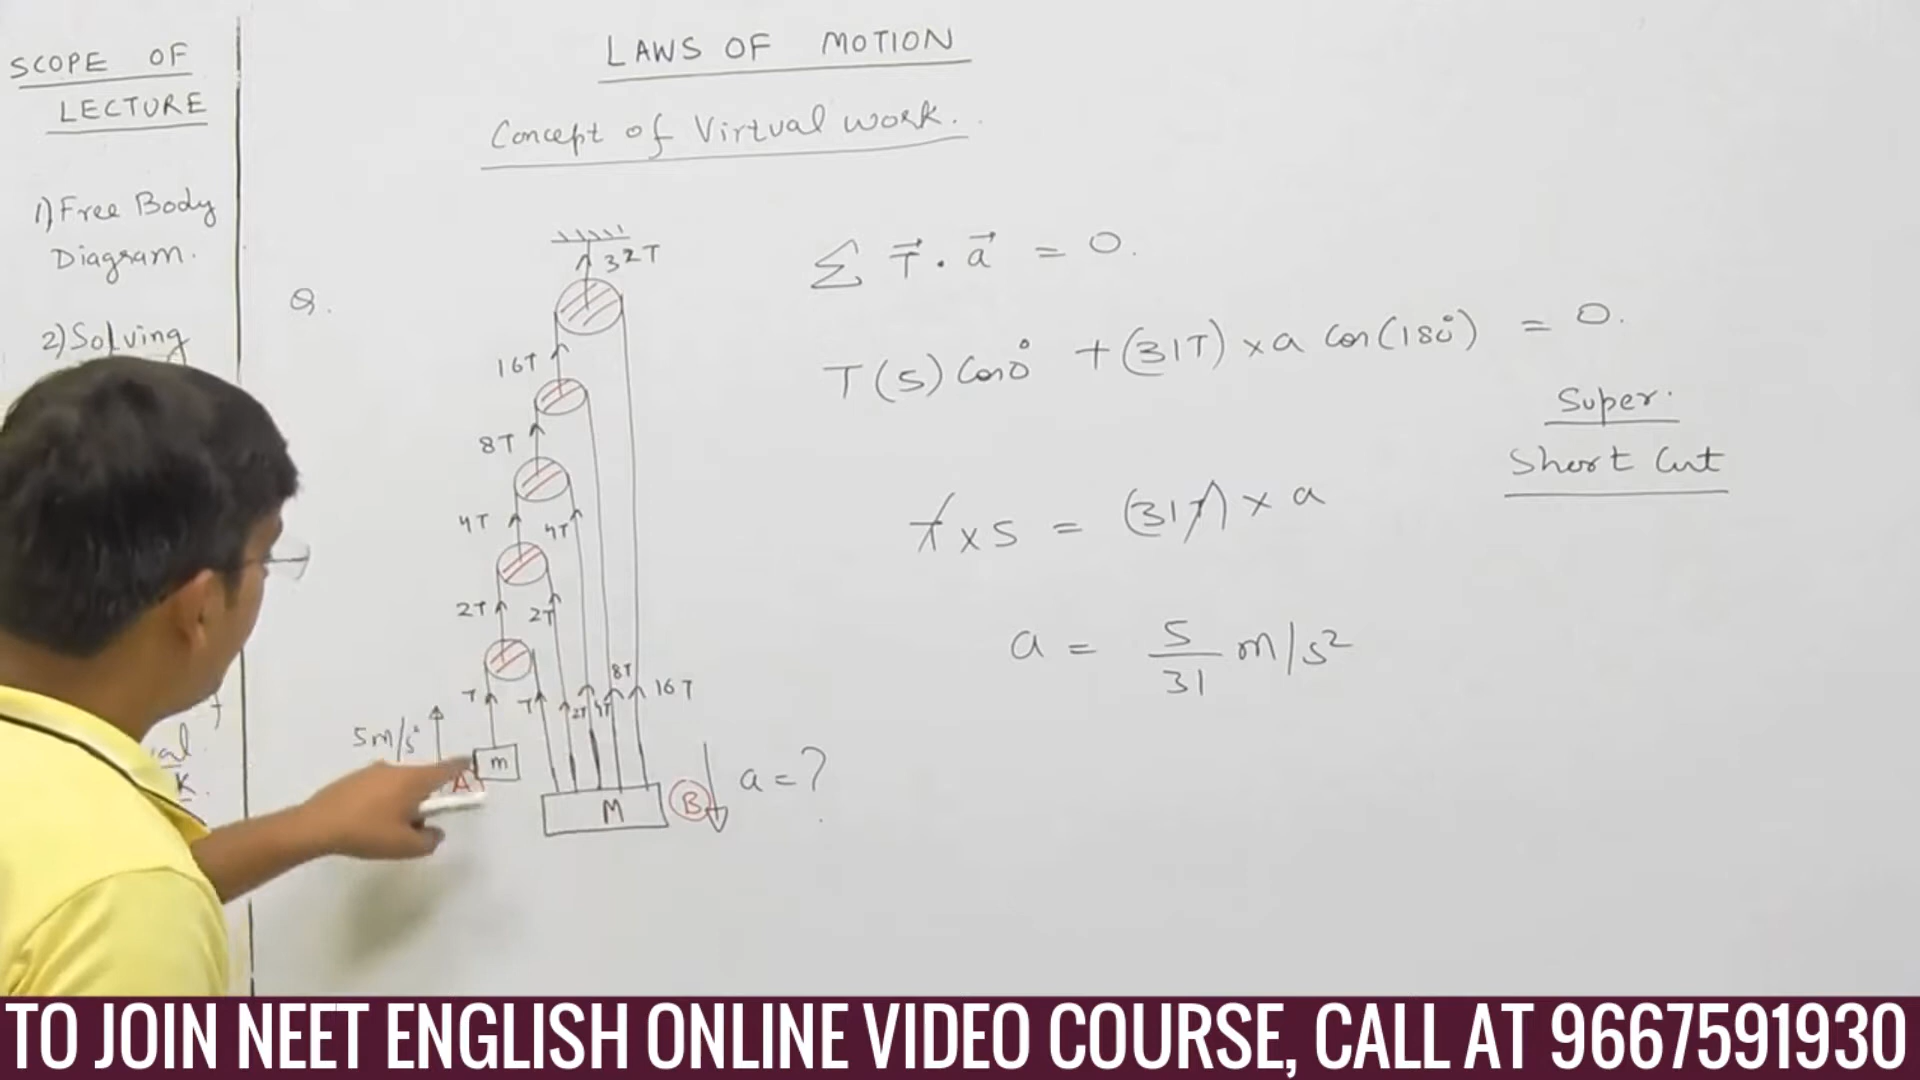 SCOPE OF
LECTURE
1) Free Body
Diagram.
2) Solving
al
K.
LAWS OF MOTION
Concept of Virtual work.
Q.
32T
16T
8T
4T
4T
2T
2T
T
T
2T
4T
8T
16T
5m/s²
A
m
M
B
a = ?
Σ T⃗ . a⃗ = 0.
T(5) Cos0° + (31T) × a Cos(180°) = 0.
Super.
Short Cut
T × 5 = (31T) × a
a = 5/31 m/s²
TO JOIN NEET ENGLISH ONLINE VIDEO COURSE, CALL AT 9667591930